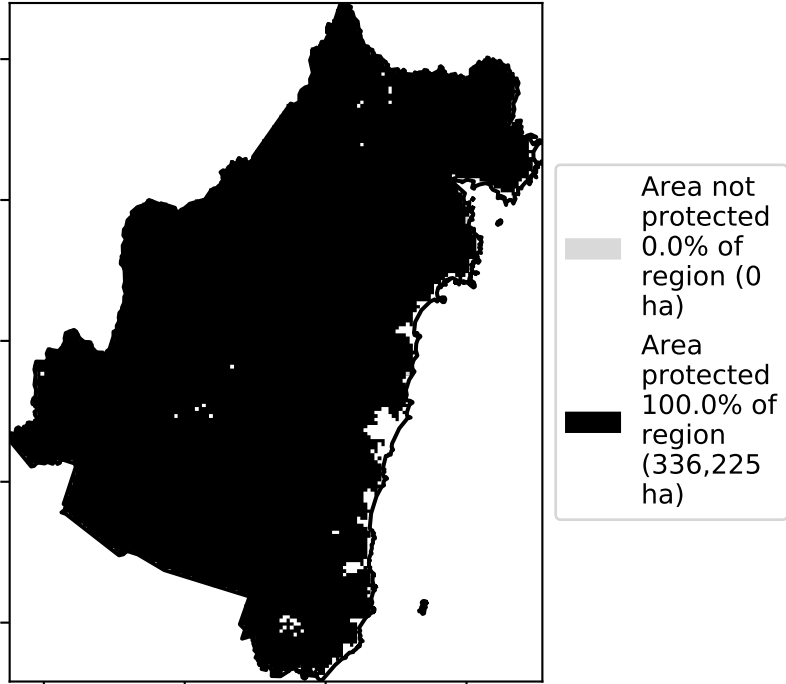 Area not
protected
0.0% of
region (0
ha)
Area
protected
100.0% of
region
(336,225
ha)